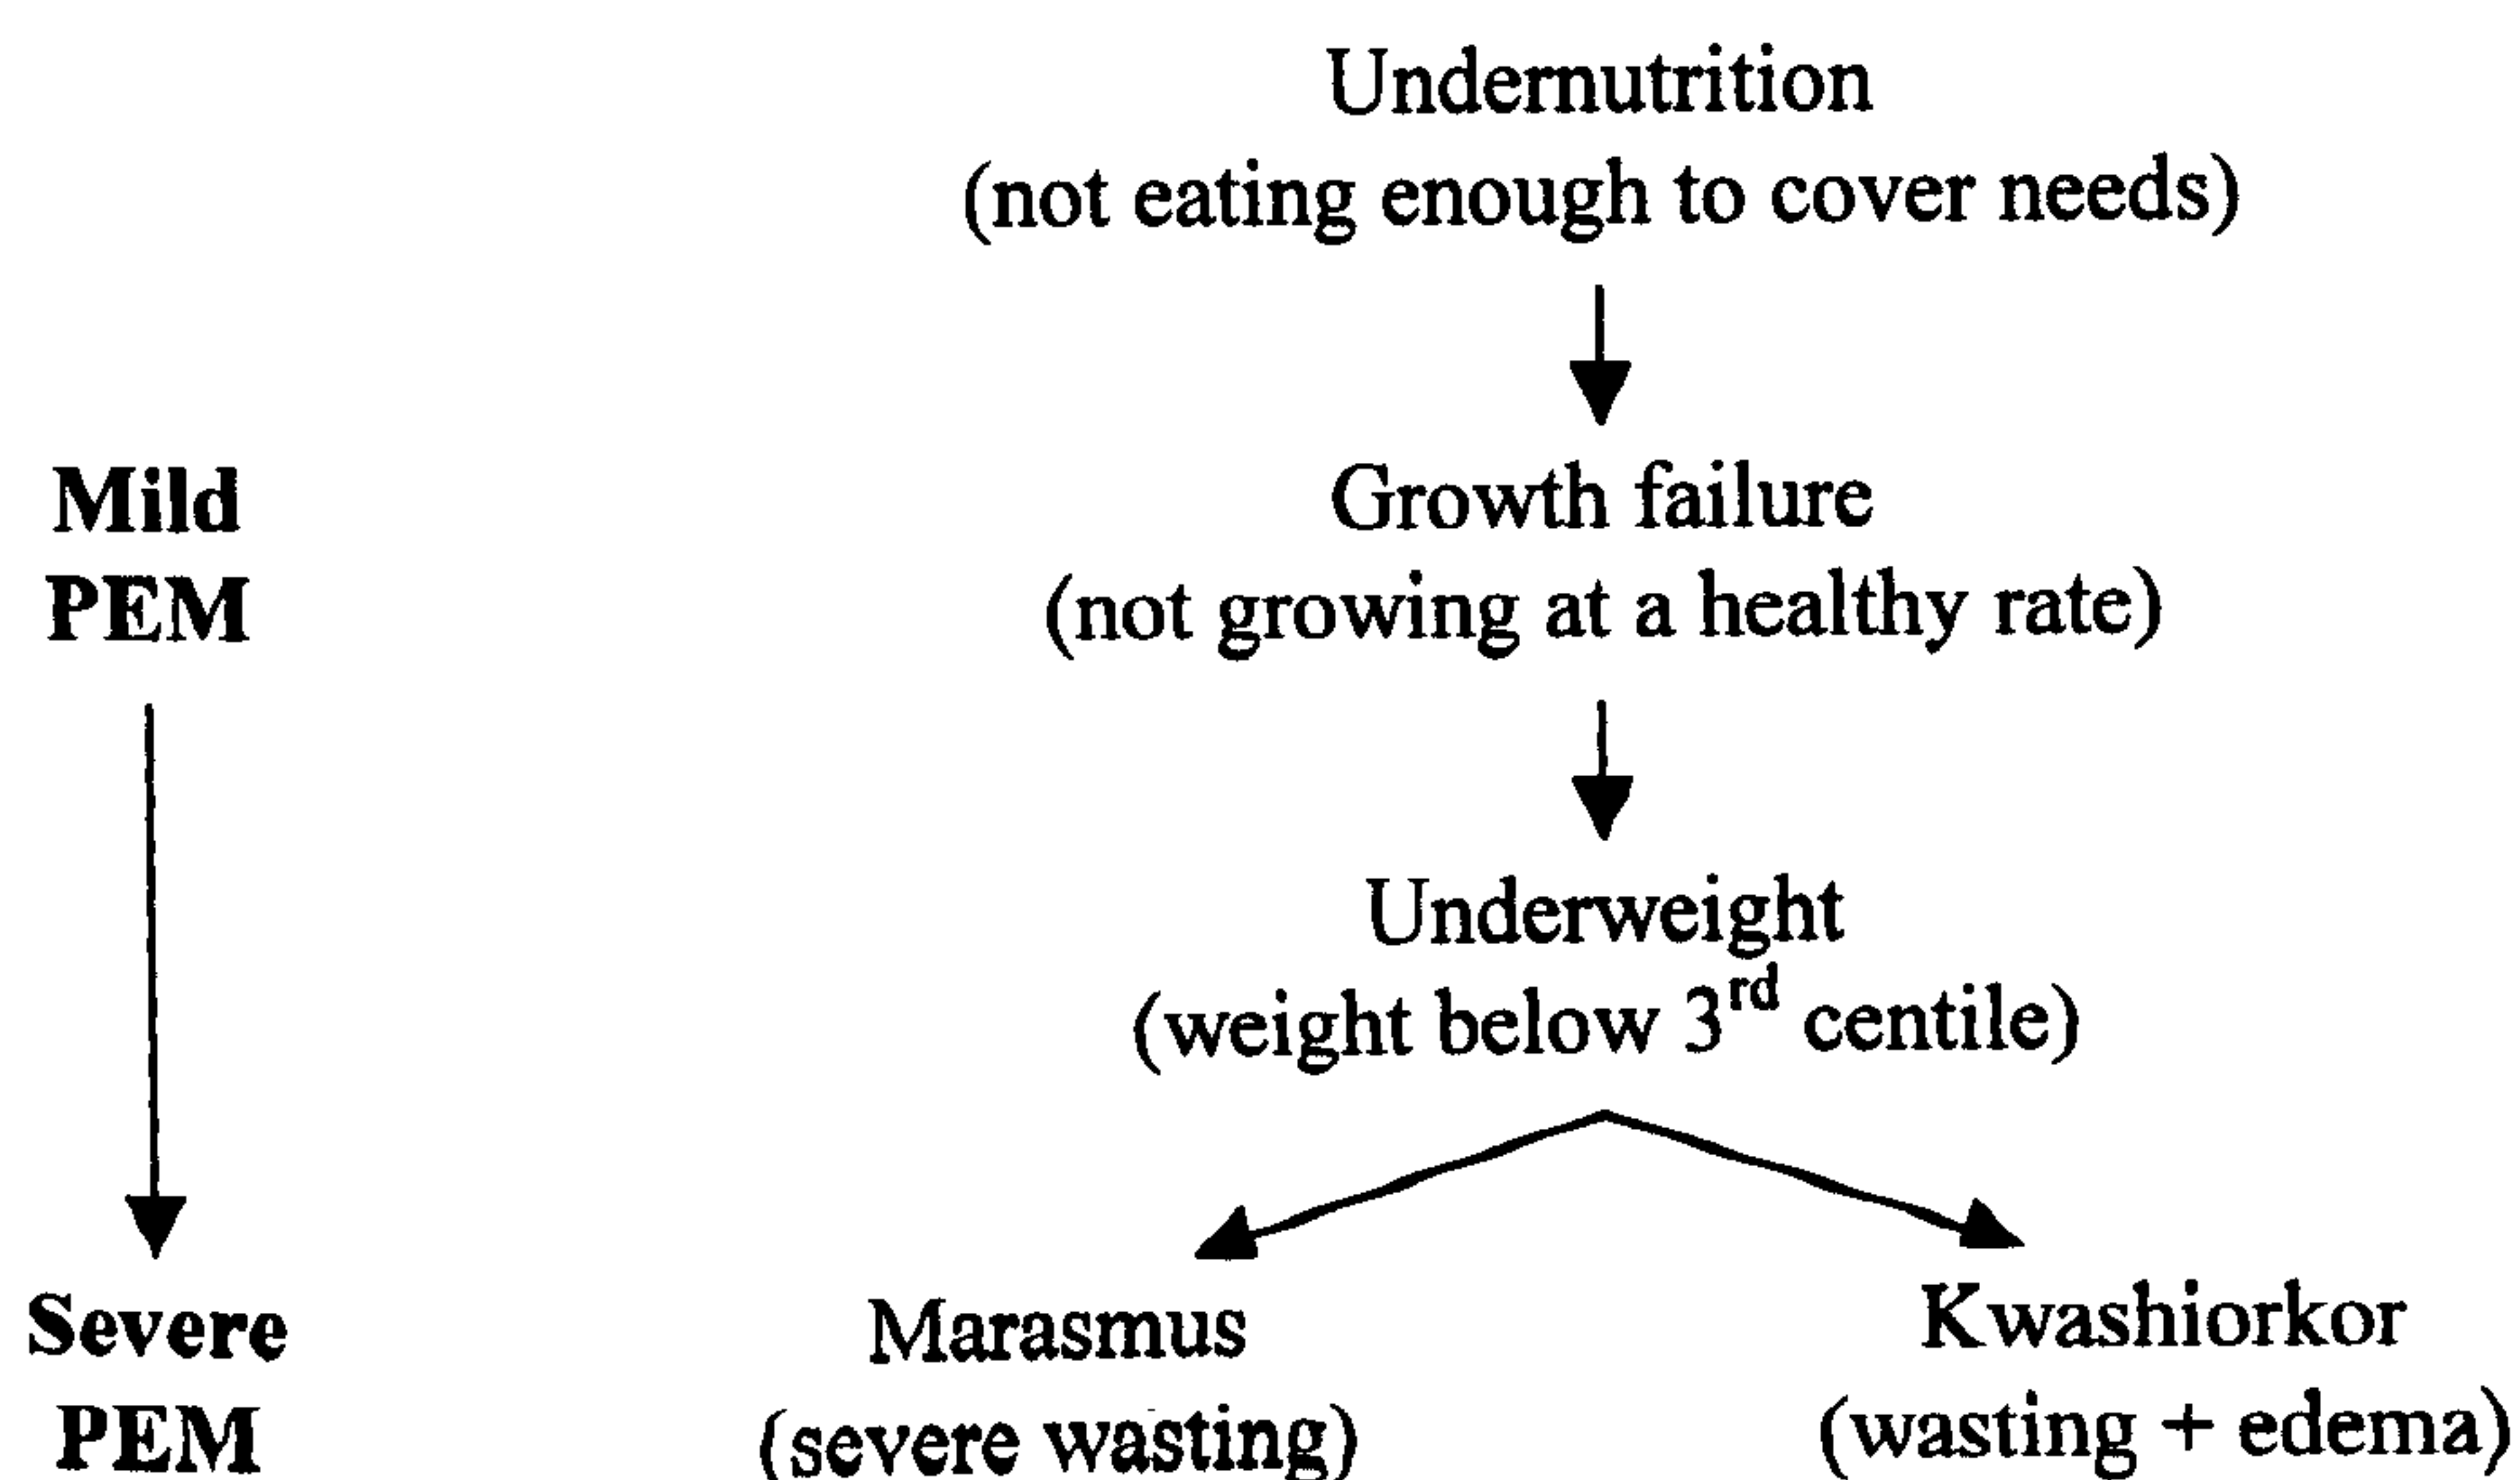 Undernutrition
(not eating enough to cover needs)
Mild
PEM
Growth failure
(not growing at a healthy rate)
Underweight
(weight below 3rd centile)
Severe
PEM
Marasmus
(severe wasting)
Kwashiorkor
(wasting + edema)